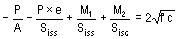 - P/A - P × e/S_iss + M_1/S_iss + M_2/S_isc = 2√f'c